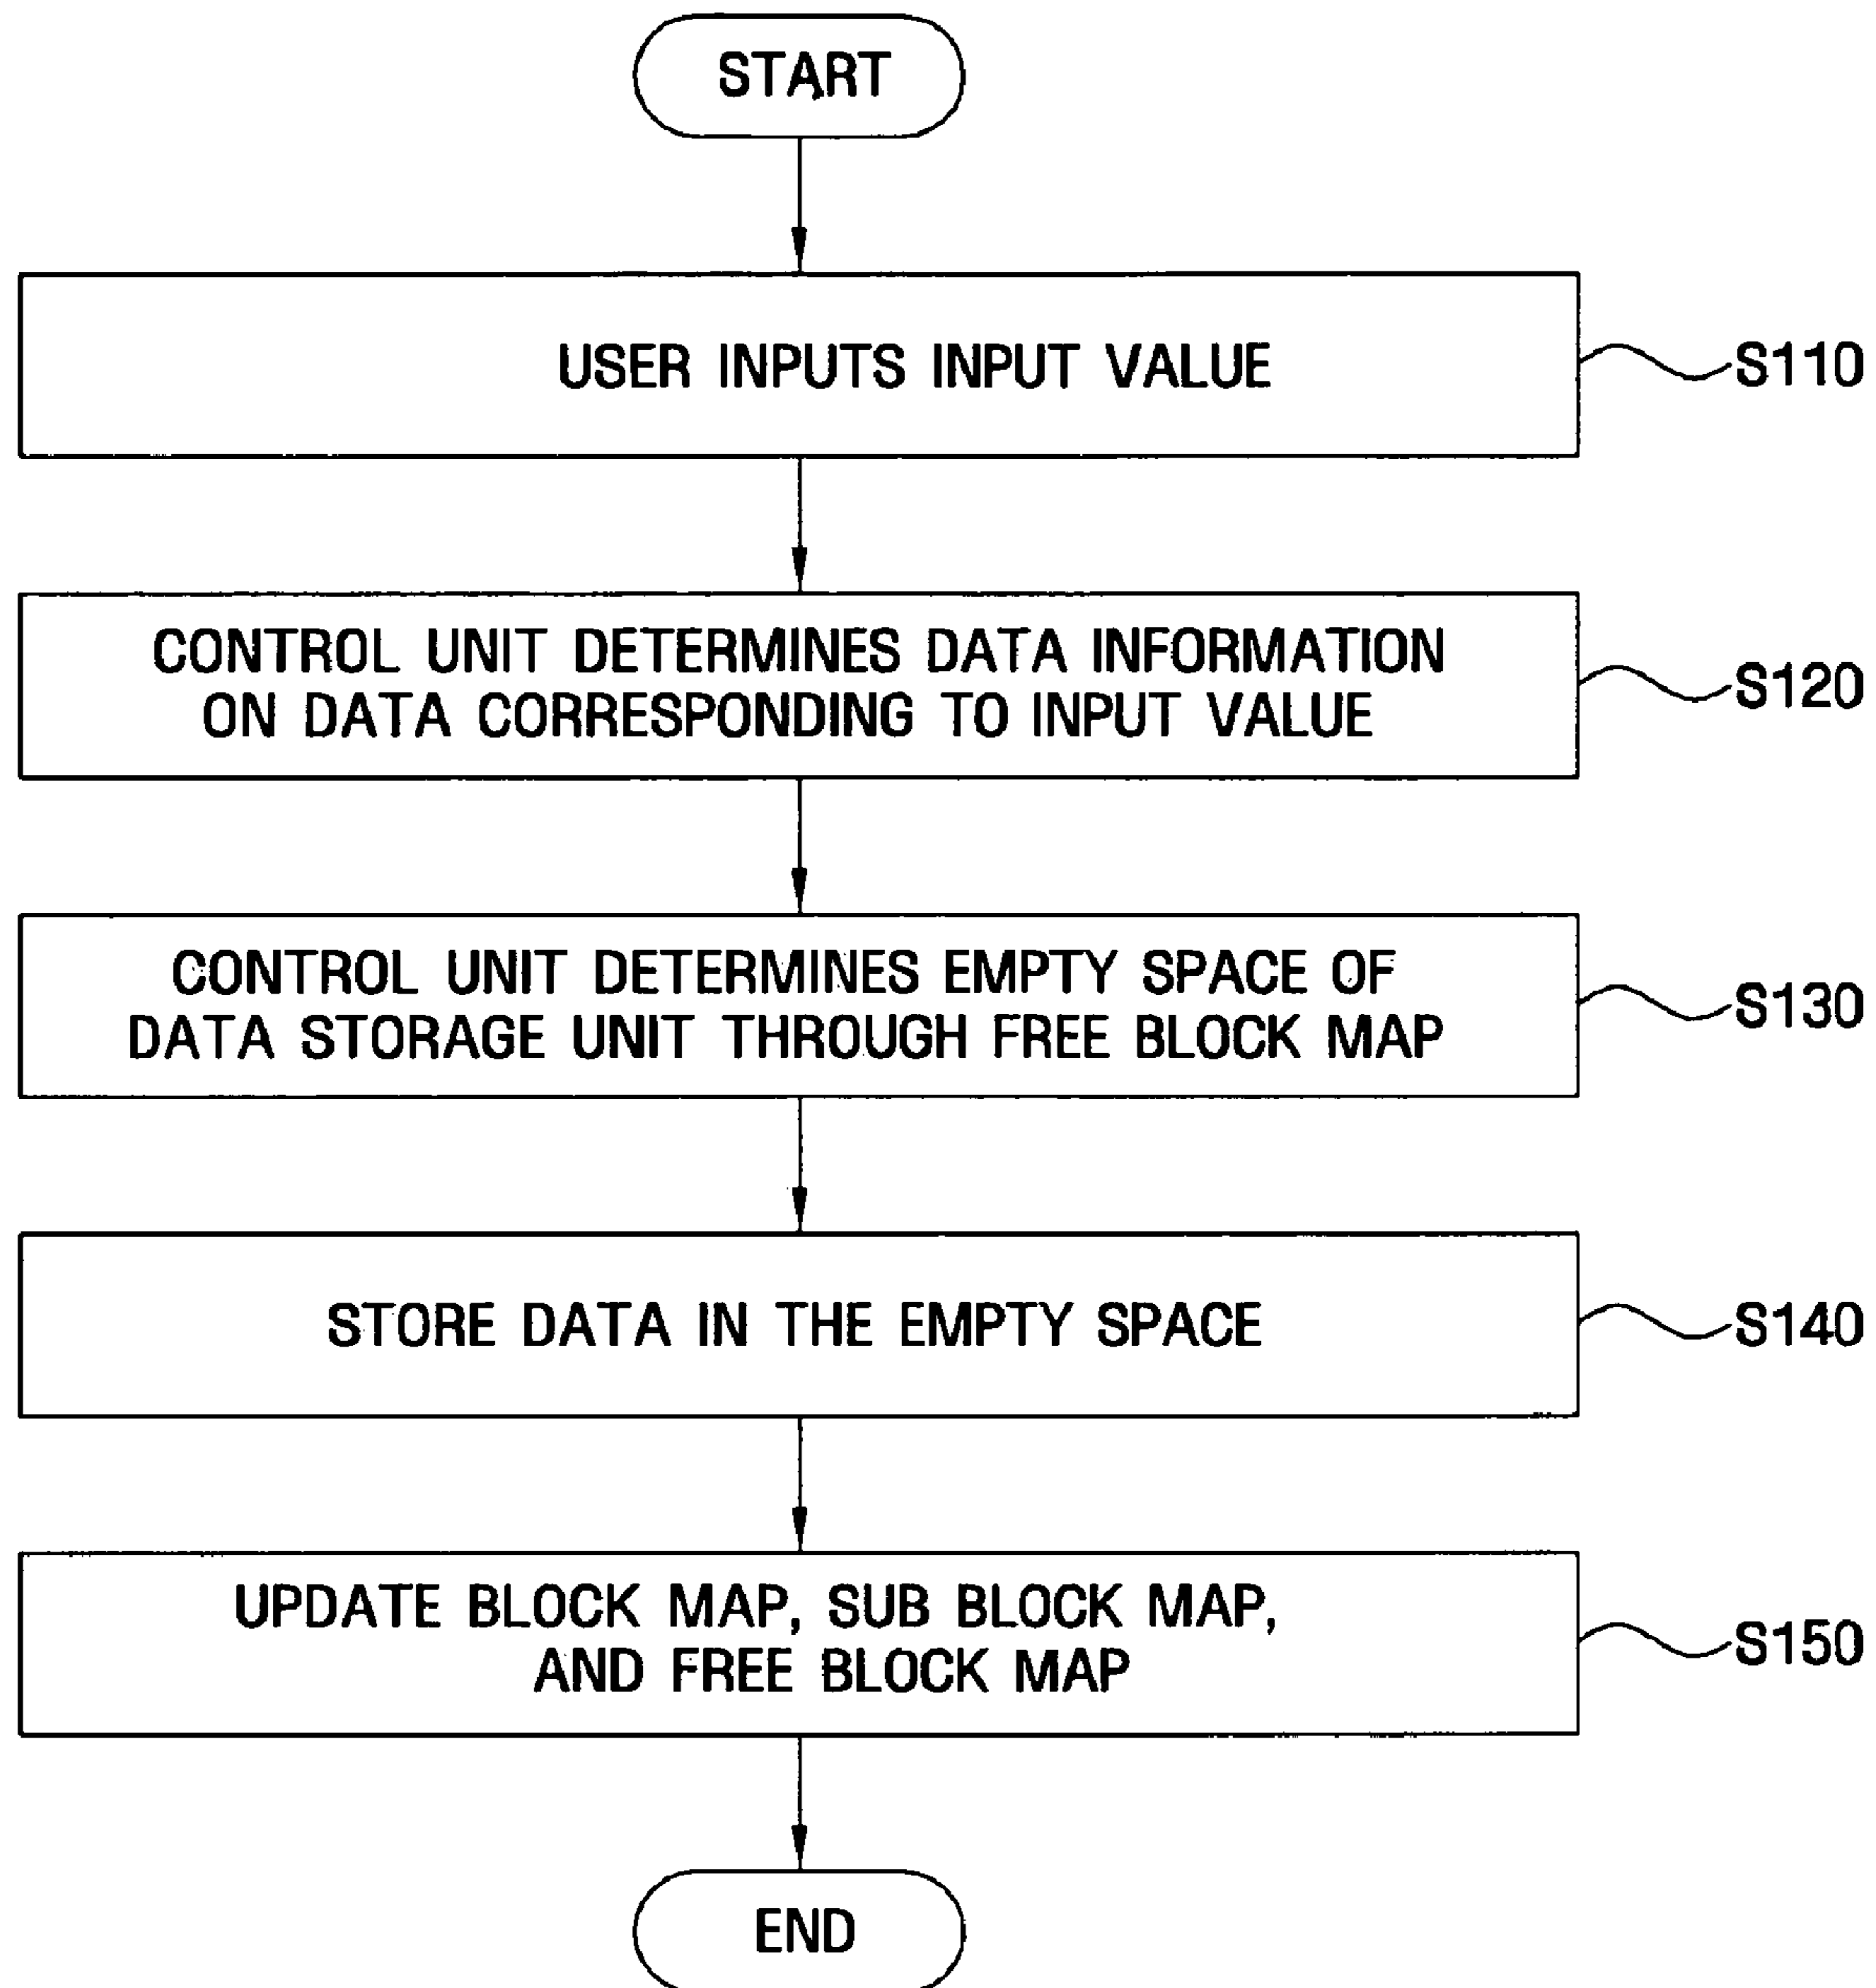 START
USER INPUTS INPUT VALUE
S110
CONTROL UNIT DETERMINES DATA INFORMATION
ON DATA CORRESPONDING TO INPUT VALUE
S120
CONTROL UNIT DETERMINES EMPTY SPACE OF
DATA STORAGE UNIT THROUGH FREE BLOCK MAP
S130
STORE DATA IN THE EMPTY SPACE
S140
UPDATE BLOCK MAP, SUB BLOCK MAP,
AND FREE BLOCK MAP
S150
END